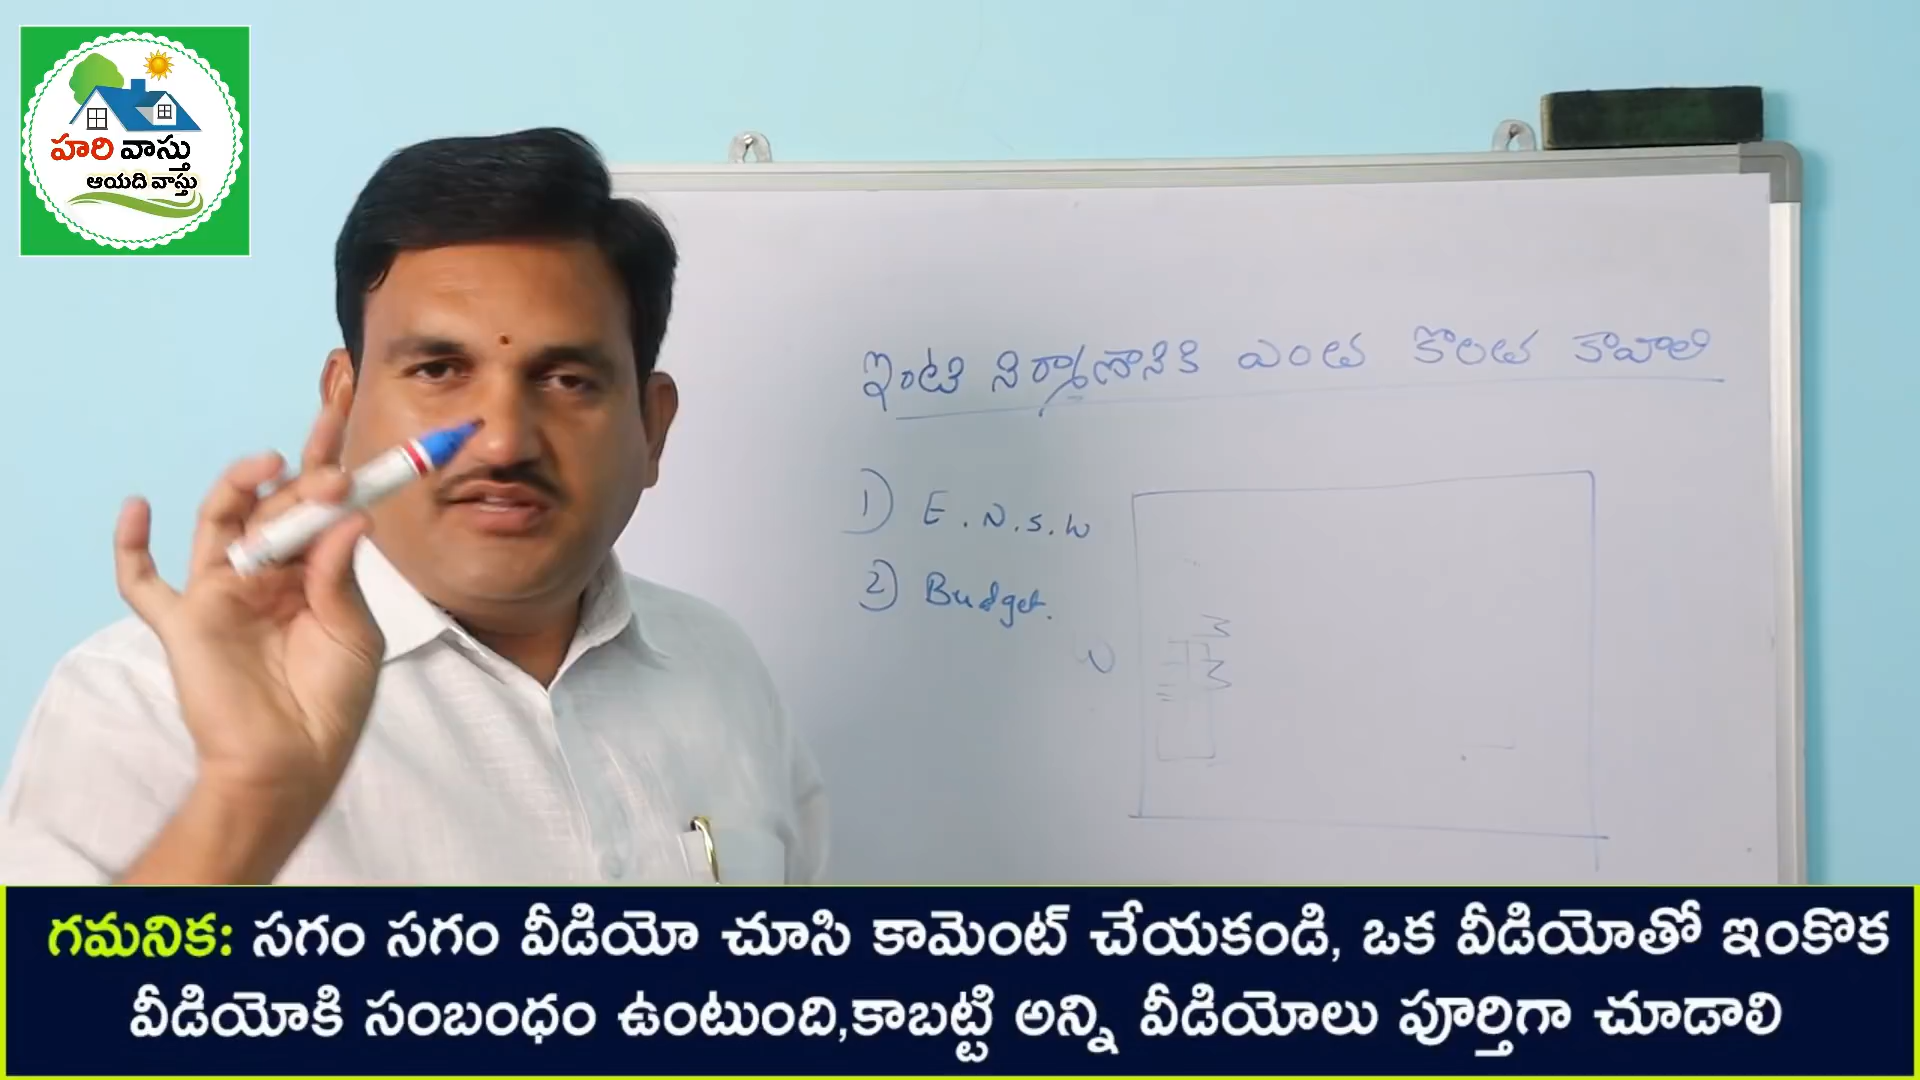 హరి వాస్తు
ఆయది వాస్తు
ఇంటి నిర్మాణానికి ఎంత కొలత కావాలి
1) E. N. S. W
2) Budget.
W
గమనిక: సగం సగం వీడియో చూసి కామెంట్ చేయకండి, ఒక వీడియోతో ఇంకొక
వీడియోకి సంబంధం ఉంటుంది,కాబట్టి అన్ని వీడియోలు పూర్తిగా చూడాలి